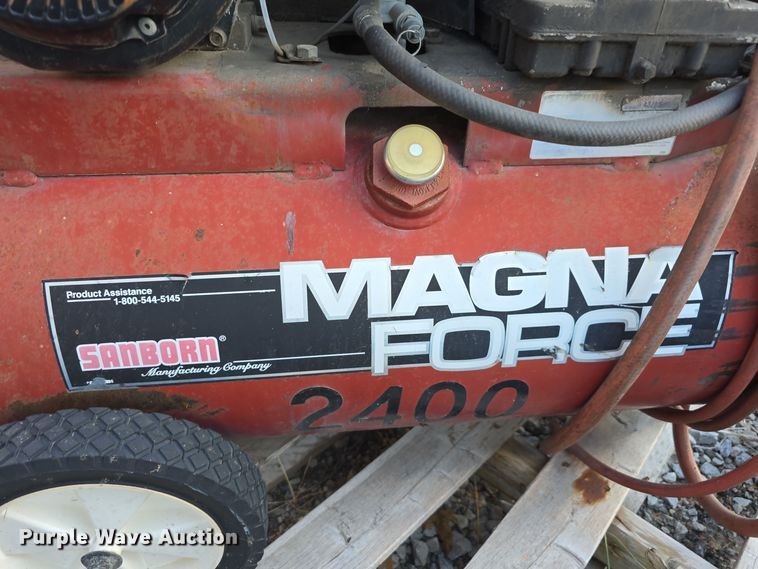 MAGNA
FORCE
Product Assistance
1-800-544-5145
SANBORN®
Manufacturing Company
2400
Purple Wave Auction